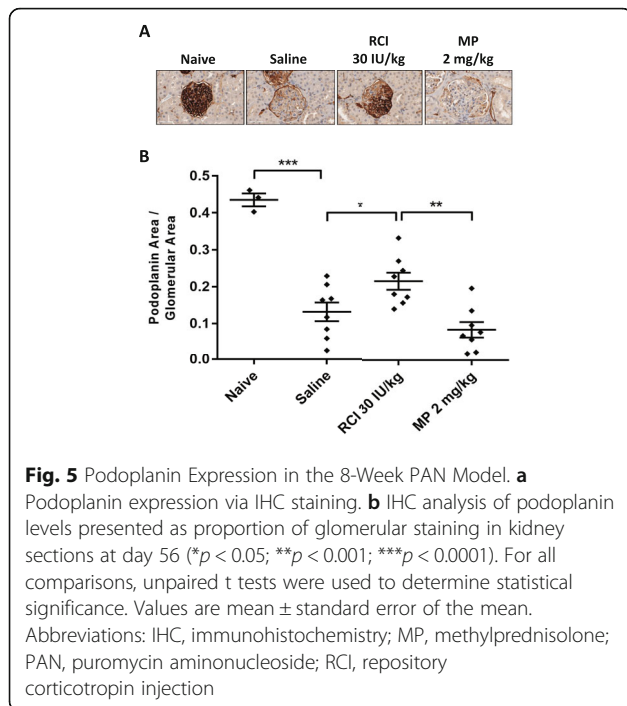 A
Naive Saline RCI 30 IU/kg MP 2 mg/kg
B
***
* **
0.5
0.4
0.3
0.2
0.1
0.0
Podoplanin Area /
Glomerular Area
Naive Saline RCI 30 IU/kg MP 2 mg/kg
Fig. 5 Podoplanin Expression in the 8-Week PAN Model. a
Podoplanin expression via IHC staining. b IHC analysis of podoplanin
levels presented as proportion of glomerular staining in kidney
sections at day 56 (*p < 0.05; **p < 0.001; ***p < 0.0001). For all
comparisons, unpaired t tests were used to determine statistical
significance. Values are mean ± standard error of the mean.
Abbreviations: IHC, immunohistochemistry; MP, methylprednisolone;
PAN, puromycin aminonucleoside; RCI, repository
corticotropin injection